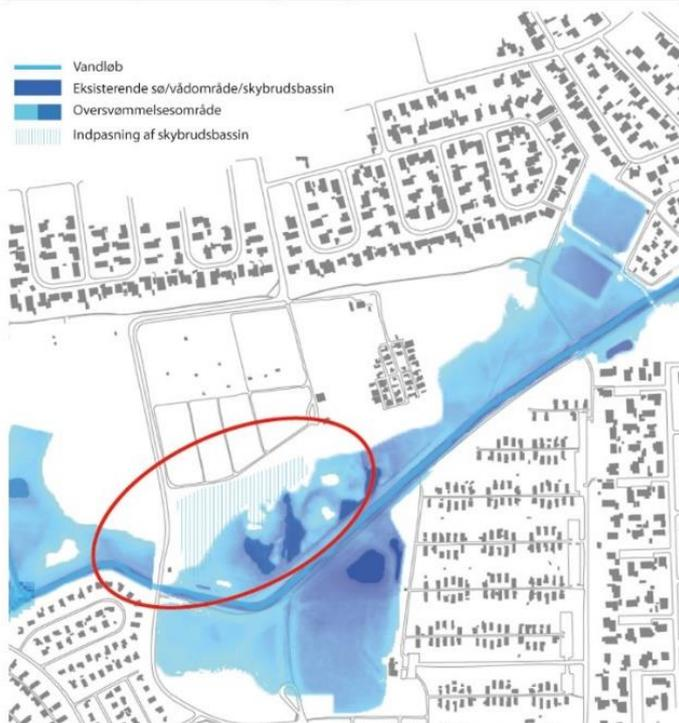 Vandløb
Eksisterende sø/vådområde/skybrudsbassin
Oversvømmelsesområde
Indpasning af skybrudsbassin